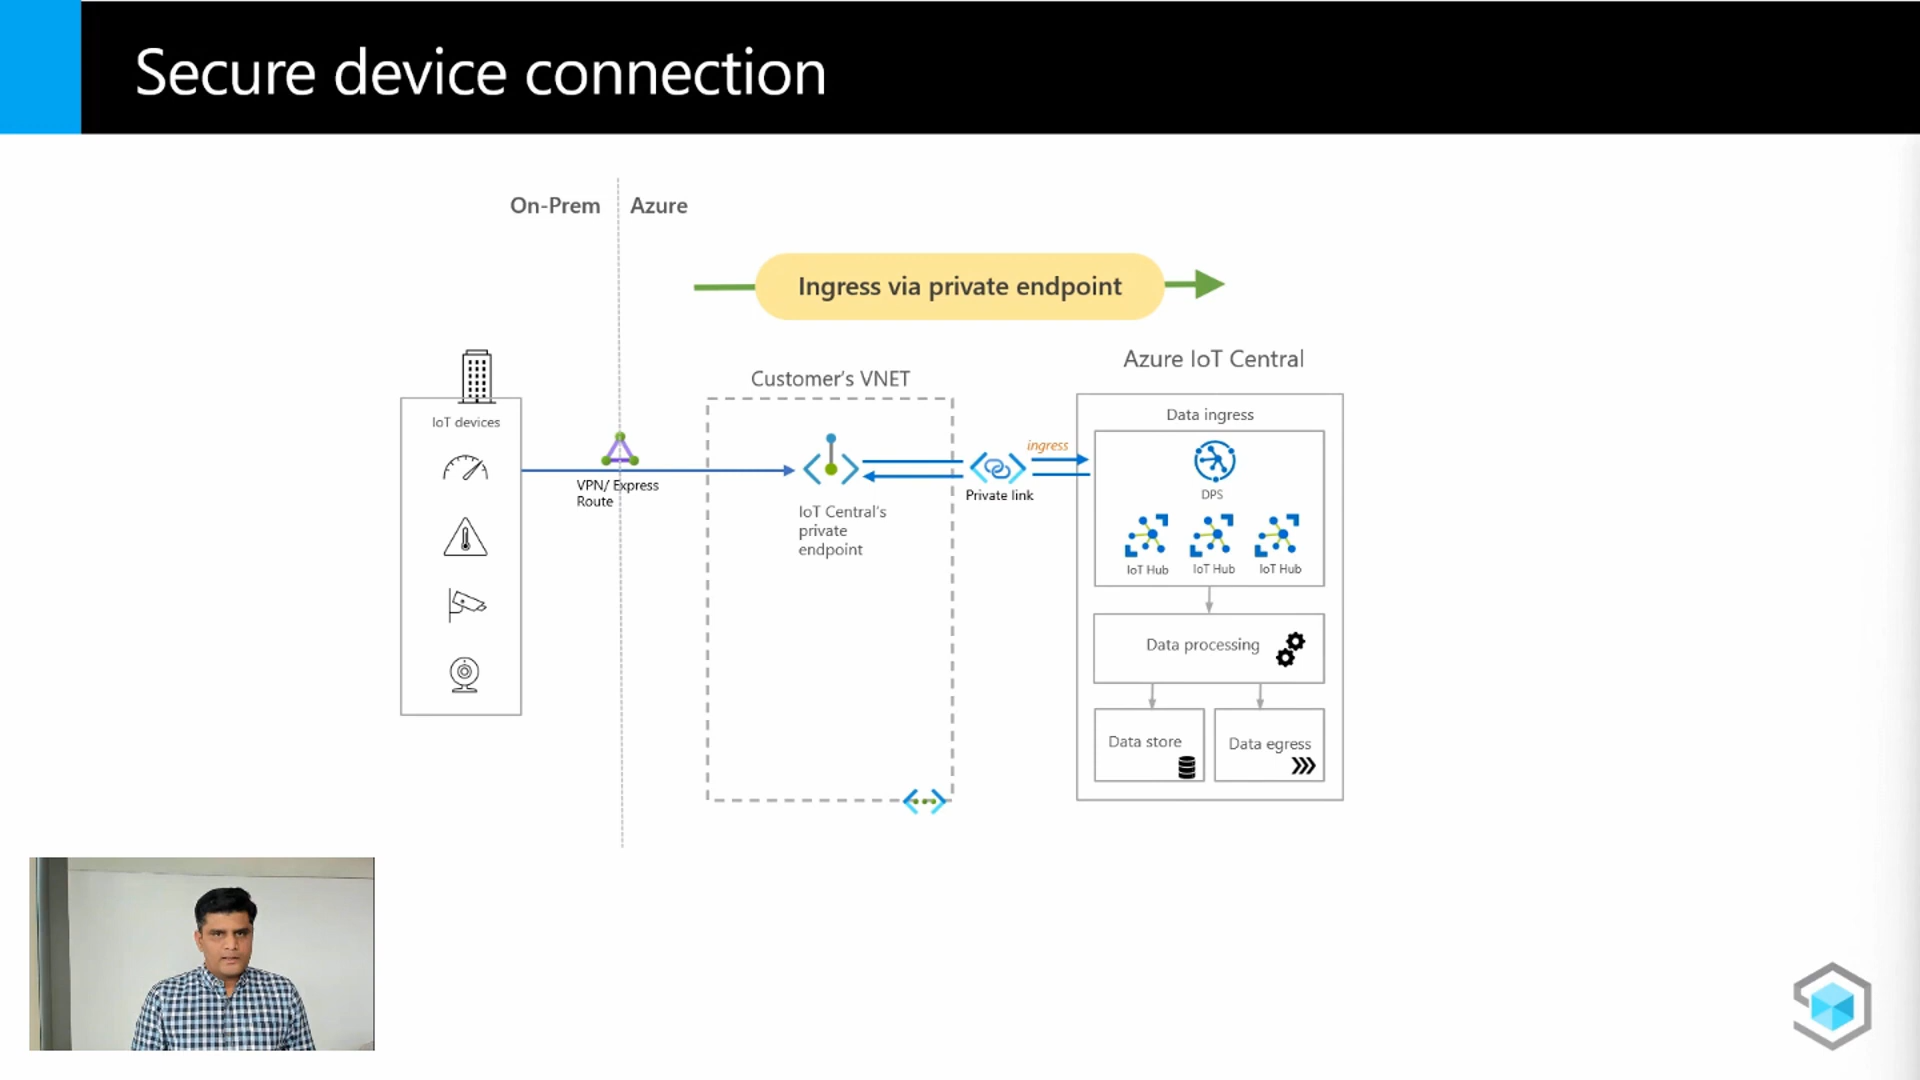 Secure device connection
On-Prem
Azure
Ingress via private endpoint
Azure IoT Central
Customer's VNET
Data ingress
IoT devices
ingress
VPN/ Express
Route
Private link
DPS
IoT Central's
private
endpoint
IoT Hub
IoT Hub
IoT Hub
Data processing
Data store
Data egress